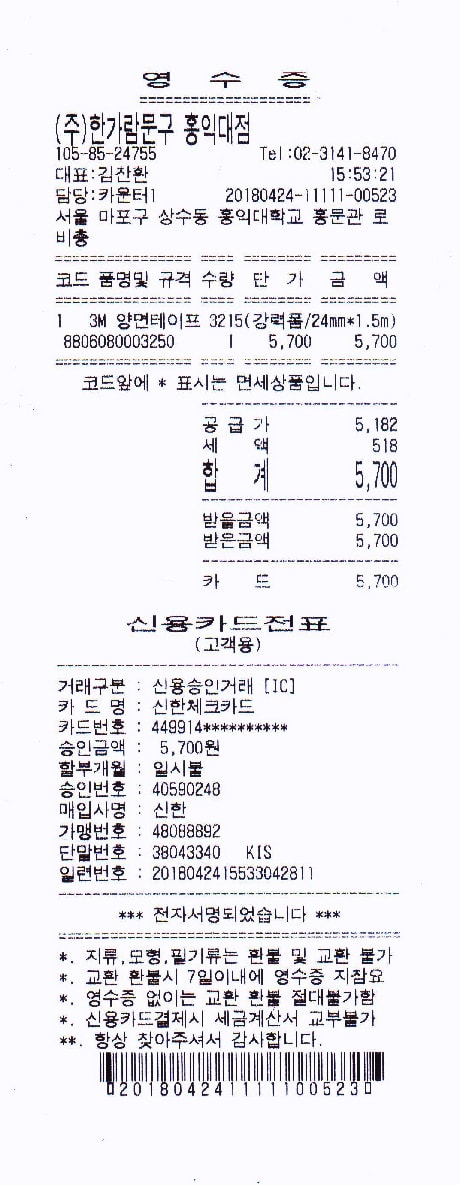 영 수 증
(주)한가람문구 홍익대점
105-85-24755 Tel:02-3141-8470
대표:김잔환 15:53:21
담당:카운터1 20180424-11111-00523
서울 마포구 상수동 홍익대학교 홍문관 로
비층
코드 품명및 규격 수량 단 가 금 액
1 3M 양면테이프 3215(강력폼/24mm*1.5m)
8806080003250 1 5,700 5,700
코드앞에 * 표시는 면세상품입니다.
공 급 가 5,182
세 액 518
합 계 5,700
받을금액 5,700
받은금액 5,700
카 드 5,700
신용카드전표
(고객용)
거래구분 : 신용승인거래 [IC]
카 드 명 : 신한체크카드
카드번호 : 449914**********
승인금액 : 5,700원
할부개월 : 일시불
승인번호 : 40590248
매입사명 : 신한
가맹번호 : 48088892
단말번호 : 38043340 KIS
일련번호 : 2018042415533042811
*** 전자서명되었습니다 ***
*. 지류,모형,필기류는 환불 및 교환 불가
*. 교환 환불시 7일이내에 영수증 지참요
*. 영수증 없이는 교환 환불 절대불가함
*. 신용카드결제시 세금계산서 교부불가
**. 항상 찾아주셔서 감사합니다.
20180424111110 0523